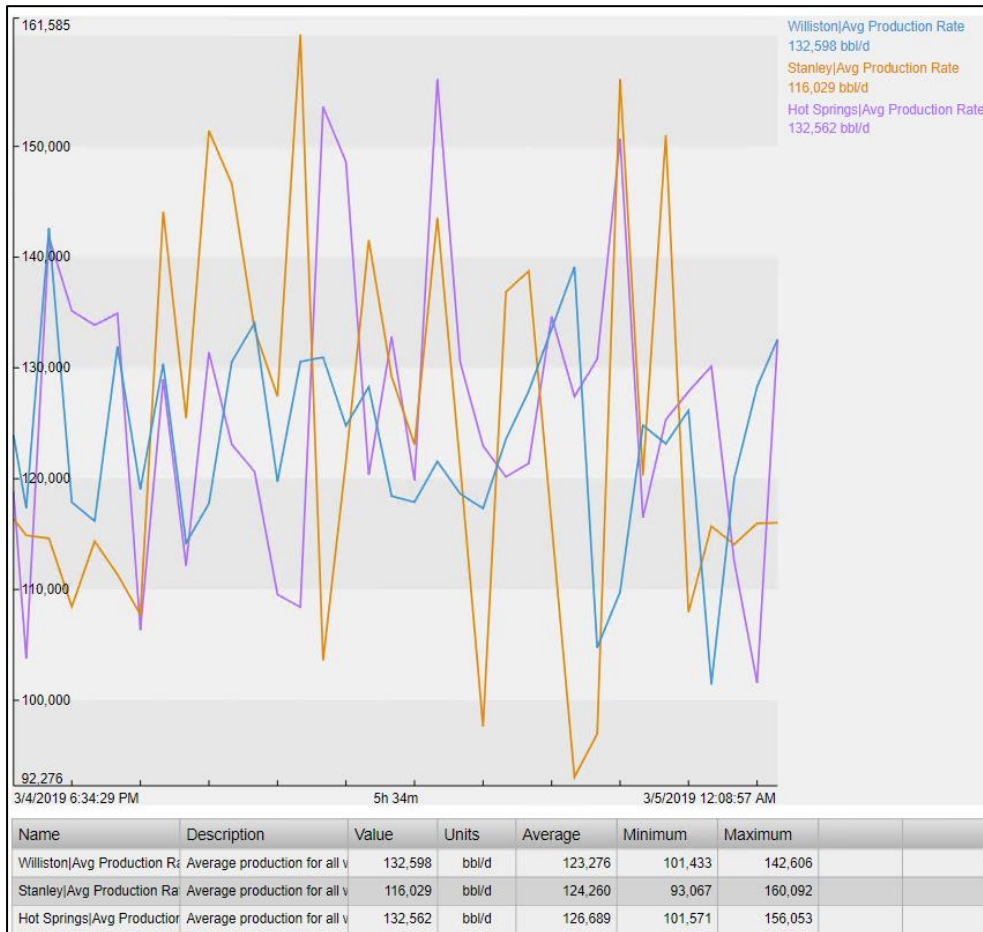 161,585
150,000
140,000
130,000
120,000
110,000
100,000
92,276
3/4/2019 6:34:29 PM 5h 34m 3/5/2019 12:08:57 AM
Williston|Avg Production Rate
132,598 bbl/d
Stanley|Avg Production Rate
116,029 bbl/d
Hot Springs|Avg Production Rate
132,562 bbl/d
Name Description Value Units Average Minimum Maximum
Williston|Avg Production Ra Average production for all v 132,598 bbl/d 123,276 101,433 142,606
Stanley|Avg Production Ra Average production for all v 116,029 bbl/d 124,260 93,067 160,092
Hot Springs|Avg Production Average production for all v 132,562 bbl/d 126,689 101,571 156,053